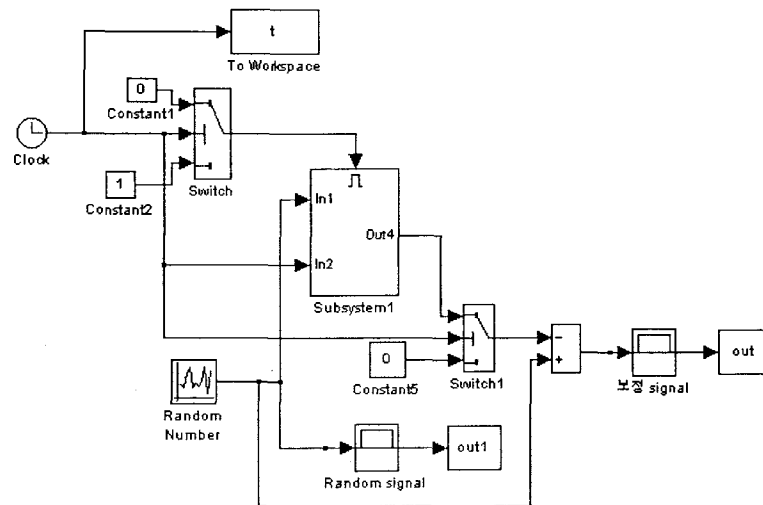 t
To Workspace
0
Constant1
Clock
1
Constant2
Switch
In1
Out4
In2
Subsystem1
0
Constant5
Switch1
−
+
보정 signal
out
Random
Number
Random signal
out1